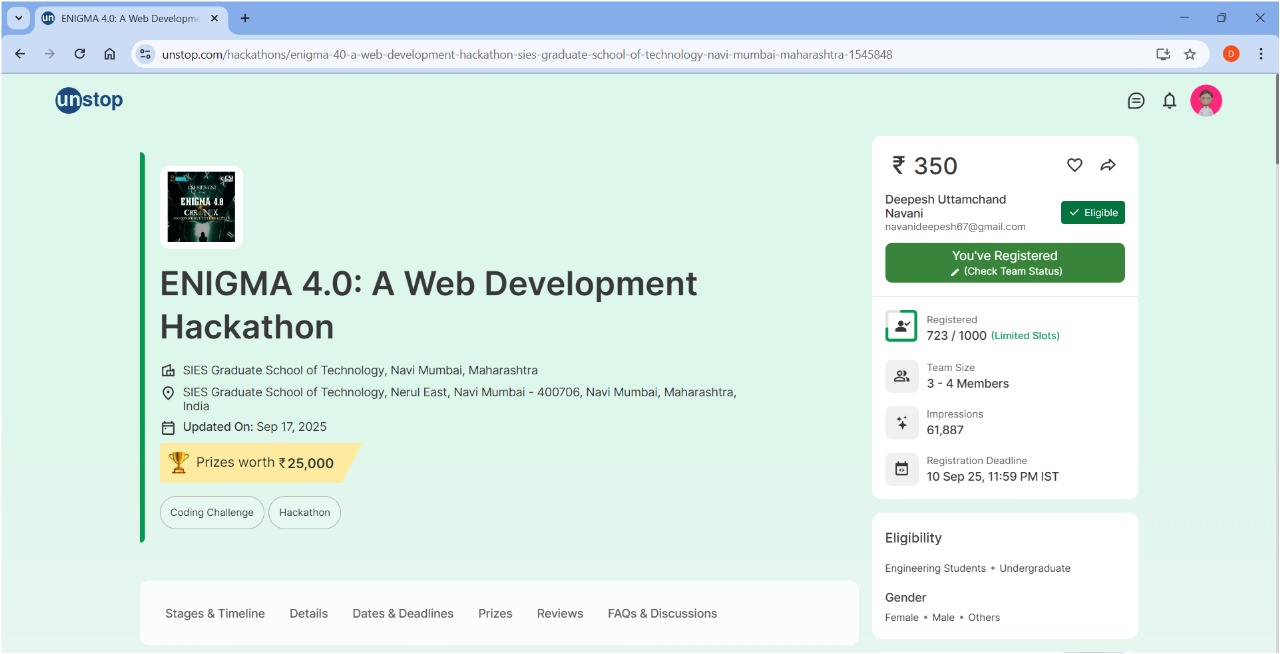 ENIGMA 4.0: A Web Developme
unstop.com/hackathons/enigma-40-a-web-development-hackathon-sies-graduate-school-of-technology-navi-mumbai-maharashtra-1545848
D
unstop
ENIGMA 4.0
₹ 350
Deepesh Uttamchand
Navani
navanideepesh67@gmail.com
Eligible
You've Registered
(Check Team Status)
ENIGMA 4.0: A Web Development
Hackathon
SIES Graduate School of Technology, Navi Mumbai, Maharashtra
SIES Graduate School of Technology, Nerul East, Navi Mumbai - 400706, Navi Mumbai, Maharashtra,
India
Updated On: Sep 17, 2025
Prizes worth ₹ 25,000
Coding Challenge
Hackathon
Registered
723 / 1000 (Limited Slots)
Team Size
3 - 4 Members
Impressions
61,887
Registration Deadline
10 Sep 25, 11:59 PM IST
Eligibility
Engineering Students • Undergraduate
Gender
Female • Male • Others
Stages & Timeline Details Dates & Deadlines Prizes Reviews FAQs & Discussions